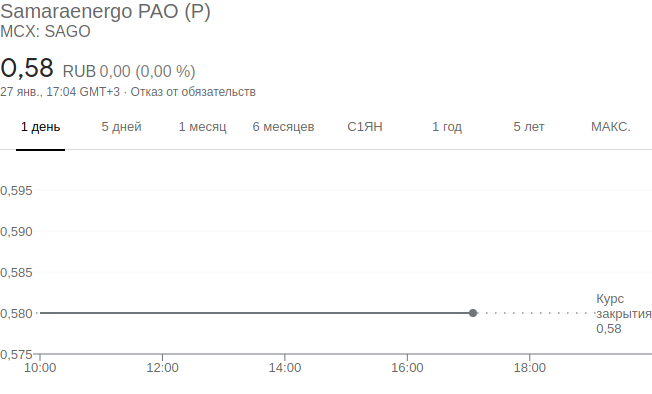 Samaraenergo PAO (P)
MCX: SAGO
0,58 RUB 0,00 (0,00 %)
27 янв., 17:04 GMT+3 · Отказ от обязательств
1 день 5 дней 1 месяц 6 месяцев С1ЯН 1 год 5 лет МАКС.
0,595
0,590
0,585
0,580
0,575
Курс
закрытия
0,58
10:00 12:00 14:00 16:00 18:00